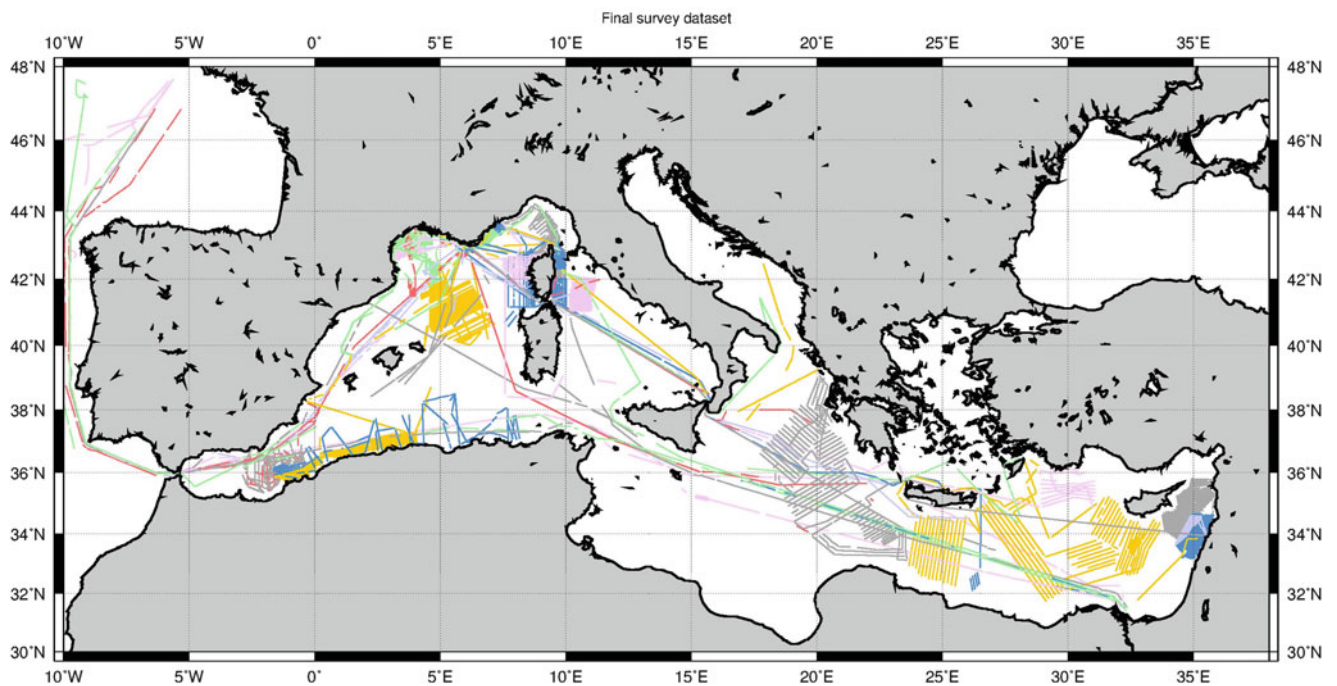 Final survey dataset
10°W 5°W 0° 5°E 10°E 15°E 20°E 25°E 30°E 35°E
48°N 48°N
46°N 46°N
44°N 44°N
42°N 42°N
40°N 40°N
38°N 38°N
36°N 36°N
34°N 34°N
32°N 32°N
30°N 30°N
10°W 5°W 0° 5°E 10°E 15°E 20°E 25°E 30°E 35°E